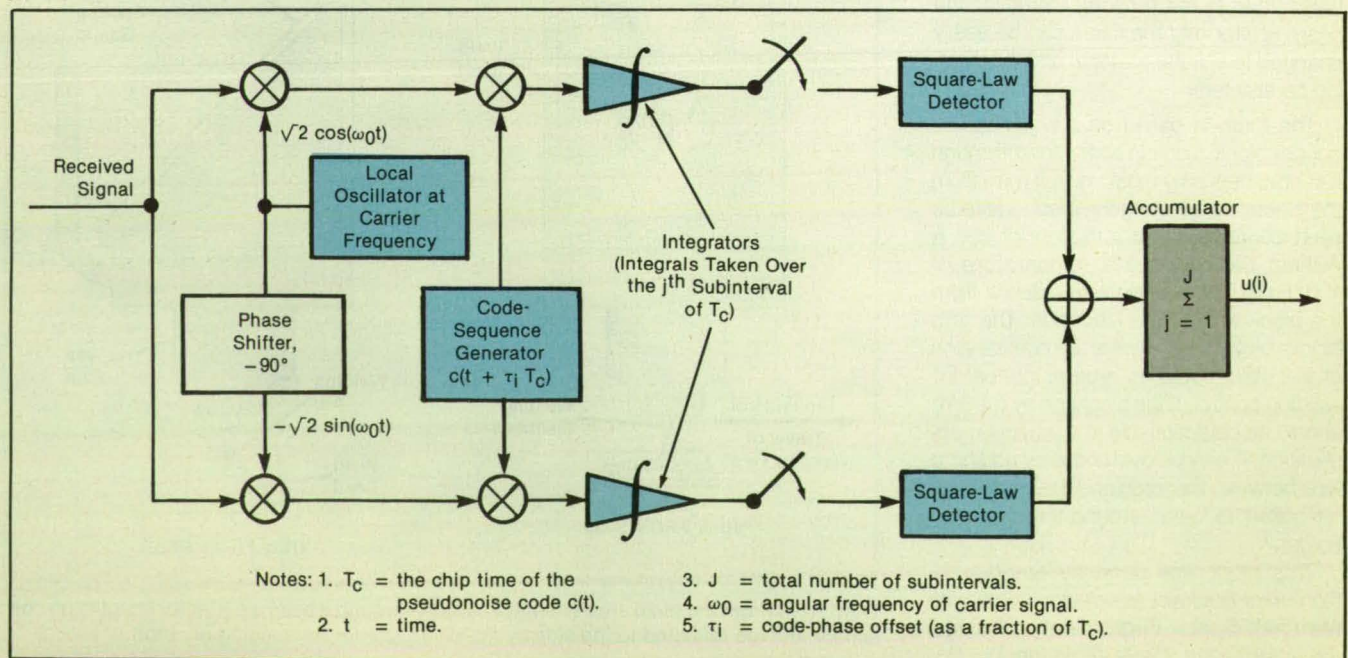 √2 cos(ω0t)
Received
Signal
Local
Oscillator at
Carrier
Frequency
Phase
Shifter,
−90°
−√2 sin(ω0t)
Code-
Sequence
Generator
c(t + τi TC)
Integrators
(Integrals Taken Over
the jth Subinterval
of TC)
∫
∫
Square-Law
Detector
Square-Law
Detector
Accumulator
J
Σ
j = 1
u(i)
Notes: 1. TC = the chip time of the
pseudonoise code c(t).
2. t = time.
3. J = total number of subintervals.
4. ω0 = angular frequency of carrier signal.
5. τi = code-phase offset (as a fraction of TC).